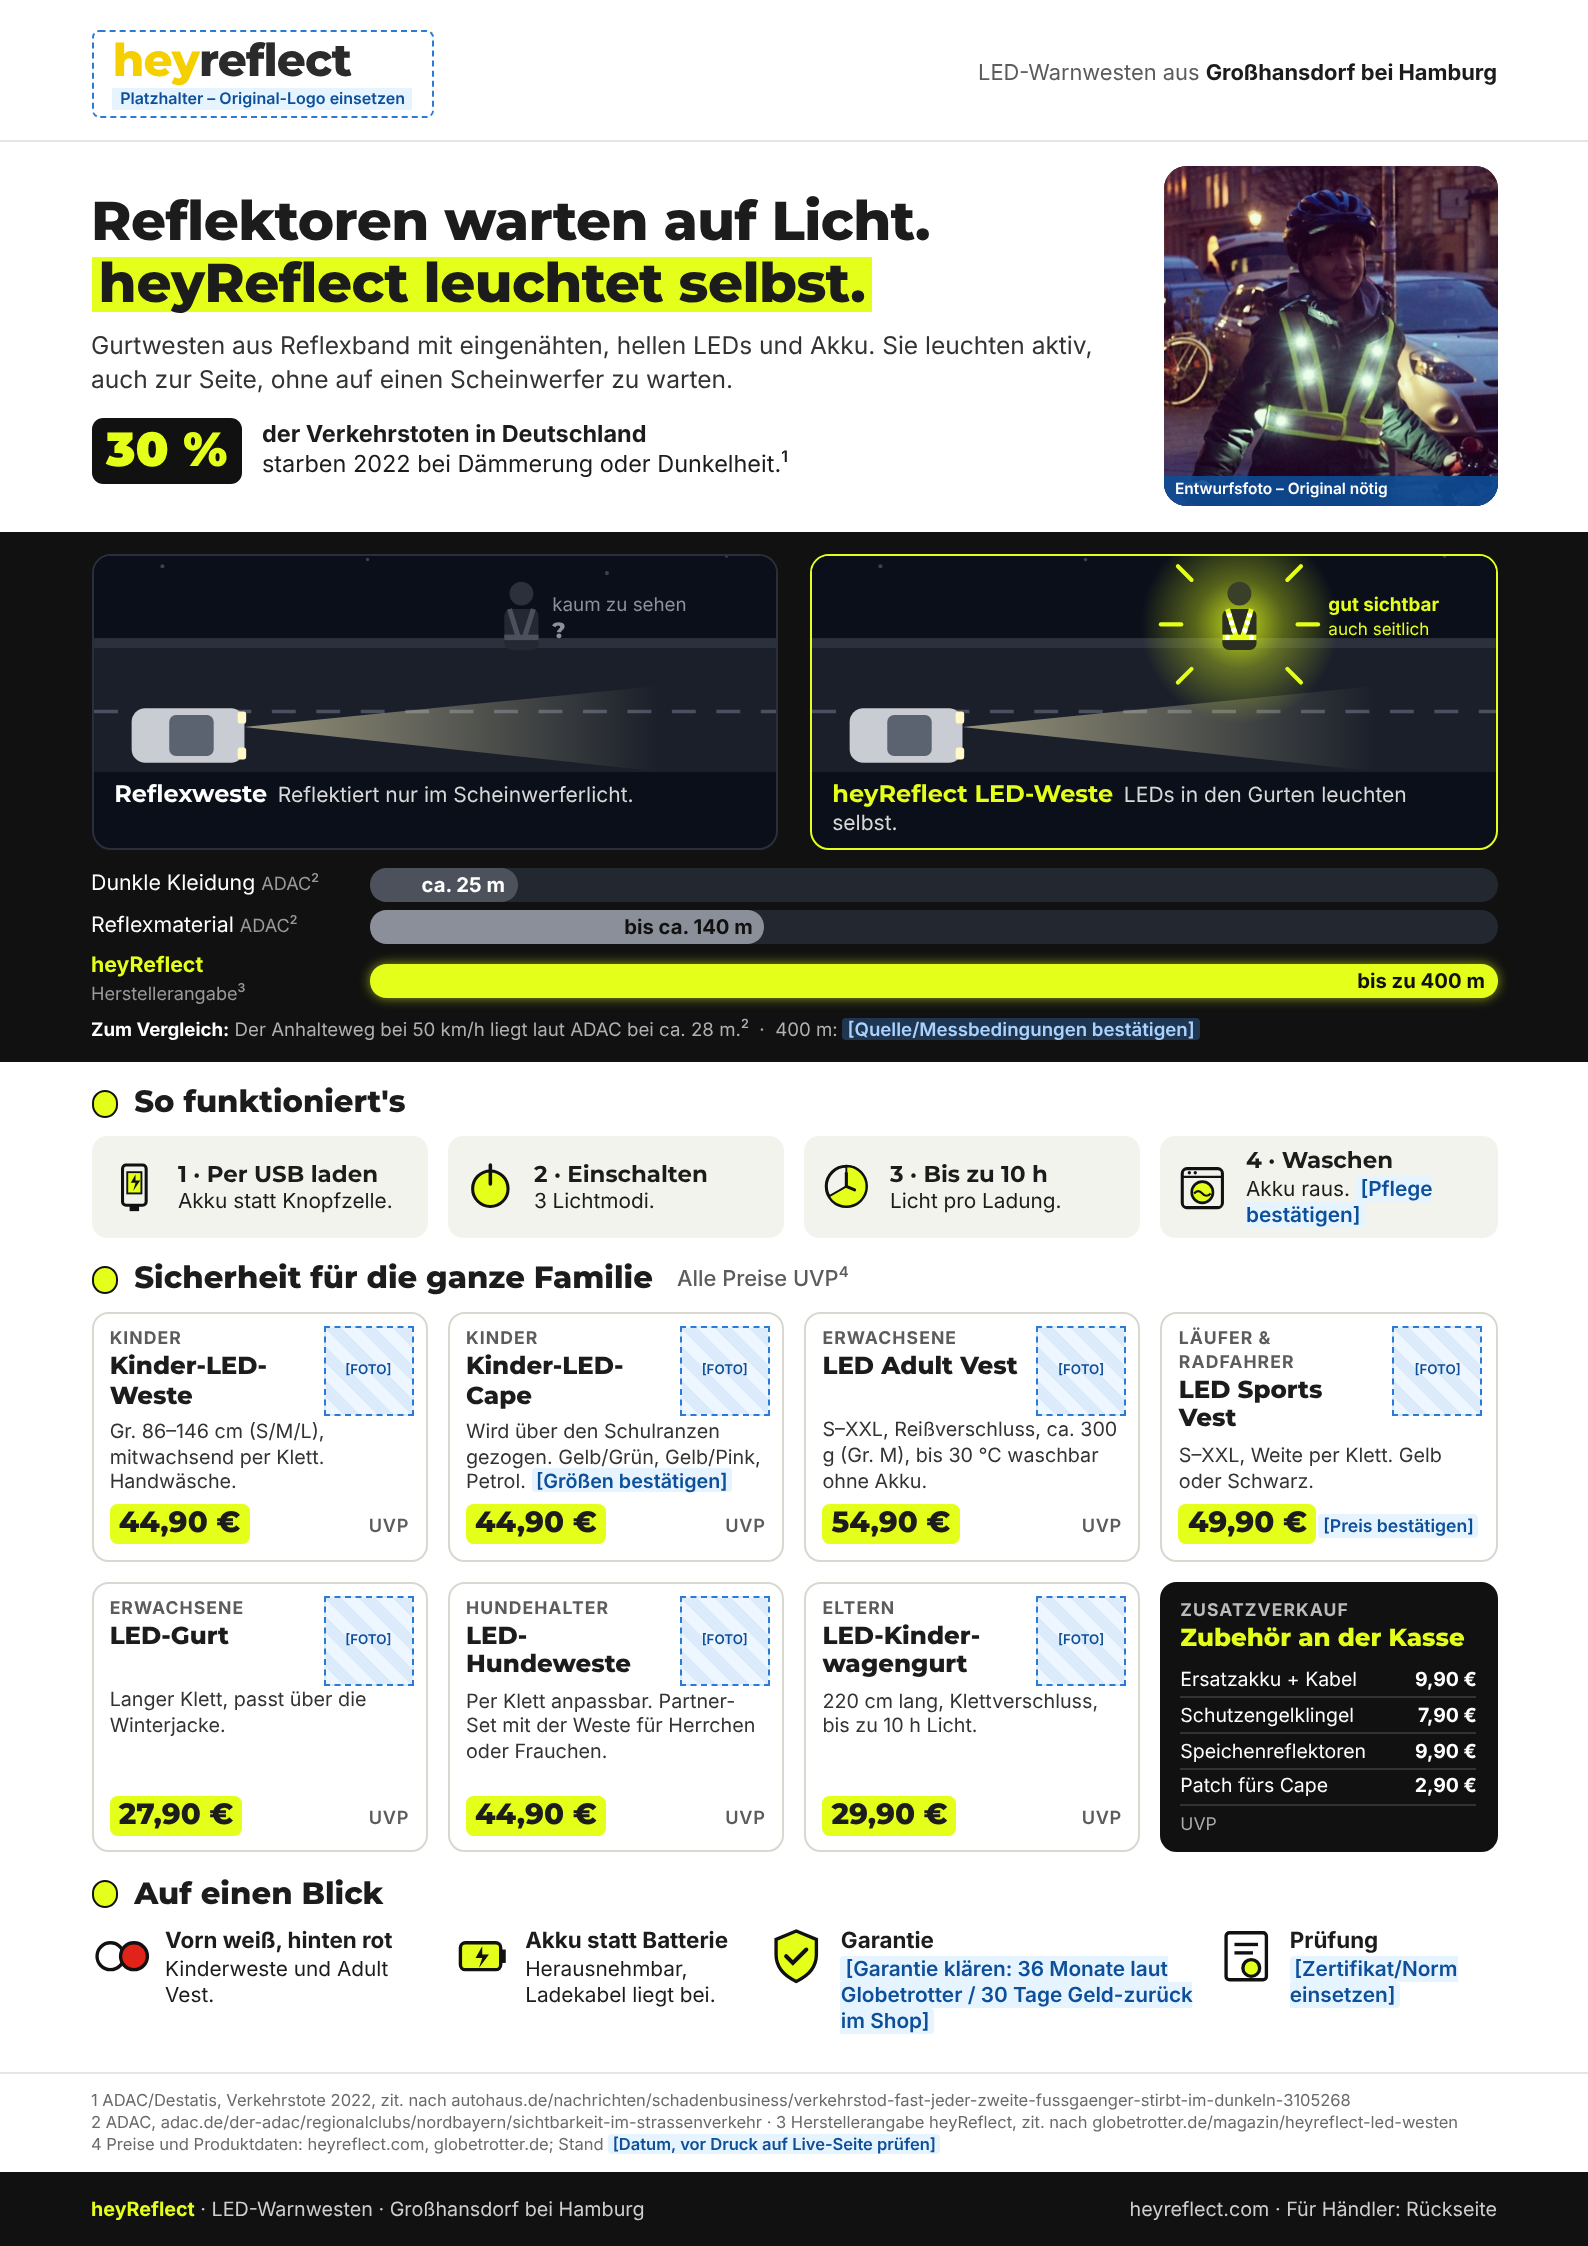 heyreflect
Platzhalter – Original-Logo einsetzen
LED-Warnwesten aus Großhansdorf bei Hamburg
Reflektoren warten auf Licht.
heyReflect leuchtet selbst.
Gurtwesten aus Reflexband mit eingenähten, hellen LEDs und Akku. Sie leuchten aktiv,
auch zur Seite, ohne auf einen Scheinwerfer zu warten.
30 %
der Verkehrstoten in Deutschland
starben 2022 bei Dämmerung oder Dunkelheit.¹
Entwurfsfoto – Original nötig
kaum zu sehen
?
Reflexweste Reflektiert nur im Scheinwerferlicht.
gut sichtbar
auch seitlich
heyReflect LED-Weste LEDs in den Gurten leuchten
selbst.
Dunkle Kleidung ADAC²
ca. 25 m
Reflexmaterial ADAC²
bis ca. 140 m
heyReflect
Herstellerangabe³
bis zu 400 m
Zum Vergleich: Der Anhalteweg bei 50 km/h liegt laut ADAC bei ca. 28 m.² · 400 m: [Quelle/Messbedingungen bestätigen]
So funktioniert's
1 · Per USB laden
Akku statt Knopfzelle.
2 · Einschalten
3 Lichtmodi.
3 · Bis zu 10 h
Licht pro Ladung.
4 · Waschen
Akku raus. [Pflege
bestätigen]
Sicherheit für die ganze Familie Alle Preise UVP⁴
KINDER
Kinder-LED-
Weste
[FOTO]
Gr. 86–146 cm (S/M/L),
mitwachsend per Klett.
Handwäsche.
44,90 € UVP
KINDER
Kinder-LED-
Cape
[FOTO]
Wird über den Schulranzen
gezogen. Gelb/Grün, Gelb/Pink,
Petrol. [Größen bestätigen]
44,90 € UVP
ERWACHSENE
LED Adult Vest
[FOTO]
S–XXL, Reißverschluss, ca. 300
g (Gr. M), bis 30 °C waschbar
ohne Akku.
54,90 € UVP
LÄUFER &
RADFAHRER
LED Sports
Vest
[FOTO]
S–XXL, Weite per Klett. Gelb
oder Schwarz.
49,90 € [Preis bestätigen]
ERWACHSENE
LED-Gurt
[FOTO]
Langer Klett, passt über die
Winterjacke.
27,90 € UVP
HUNDEHALTER
LED-
Hundeweste
[FOTO]
Per Klett anpassbar. Partner-
Set mit der Weste für Herrchen
oder Frauchen.
44,90 € UVP
ELTERN
LED-Kinder-
wagengurt
[FOTO]
220 cm lang, Klettverschluss,
bis zu 10 h Licht.
29,90 € UVP
ZUSATZVERKAUF
Zubehör an der Kasse
Ersatzakku + Kabel 9,90 €
Schutzengelklingel 7,90 €
Speichenreflektoren 9,90 €
Patch fürs Cape 2,90 €
UVP
Auf einen Blick
Vorn weiß, hinten rot
Kinderweste und Adult
Vest.
Akku statt Batterie
Herausnehmbar,
Ladekabel liegt bei.
Garantie
[Garantie klären: 36 Monate laut
Globetrotter / 30 Tage Geld-zurück
im Shop]
Prüfung
[Zertifikat/Norm
einsetzen]
1 ADAC/Destatis, Verkehrstote 2022, zit. nach autohaus.de/nachrichten/schadenbusiness/verkehrstod-fast-jeder-zweite-fussgaenger-stirbt-im-dunkeln-3105268
2 ADAC, adac.de/der-adac/regionalclubs/nordbayern/sichtbarkeit-im-strassenverkehr · 3 Herstellerangabe heyReflect, zit. nach globetrotter.de/magazin/heyreflect-led-westen
4 Preise und Produktdaten: heyreflect.com, globetrotter.de; Stand [Datum, vor Druck auf Live-Seite prüfen]
heyReflect · LED-Warnwesten · Großhansdorf bei Hamburg
heyreflect.com · Für Händler: Rückseite